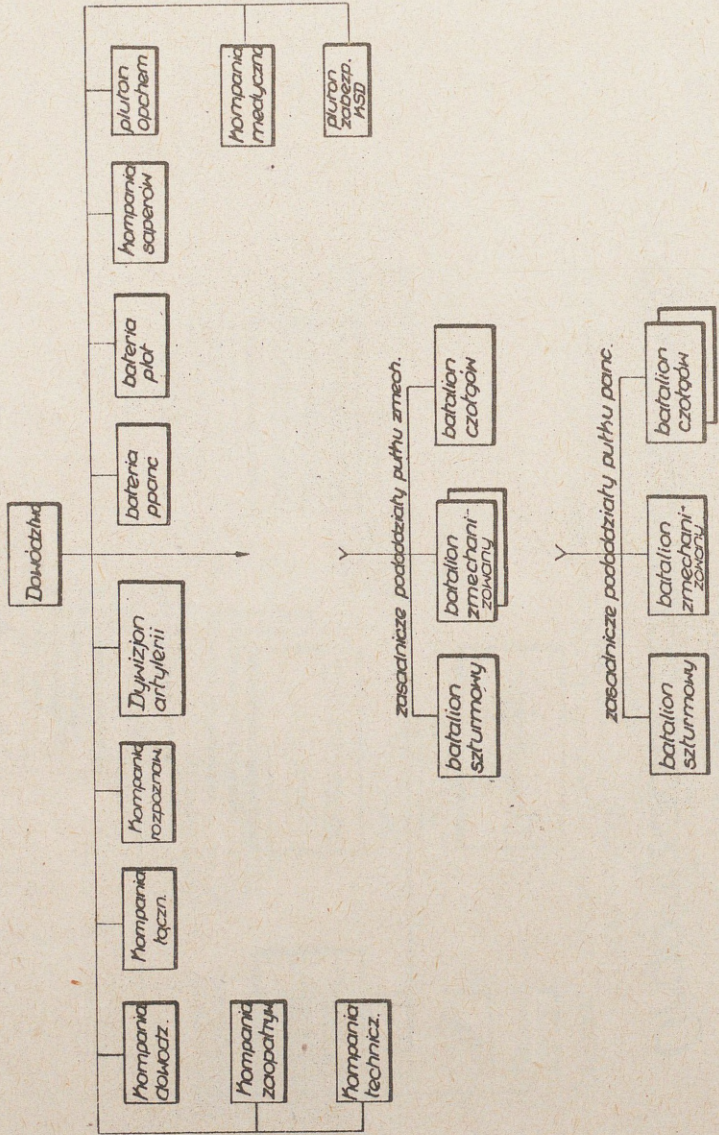 Dowództwo
Kompania
dowodz.
Kompania
łączn.
Kompania
rozpoznaw.
Dywizjon
artylerii
bateria
ppanc
bateria
plot
kompania
saperów
pluton
opchem
Kompania
zaopatryw
kompania
medyczna
Kompania
technicz.
pluton
zabezp.
KSD
zasadnicze pododdziały pułku zmech.
batalion
szturmowy
batalion
zmechani-
zowany
batalion
czołgów
zasadnicze pododdziały pułku panc.
batalion
szturmowy
batalion
zmechani-
zowany
batalion
czołgów